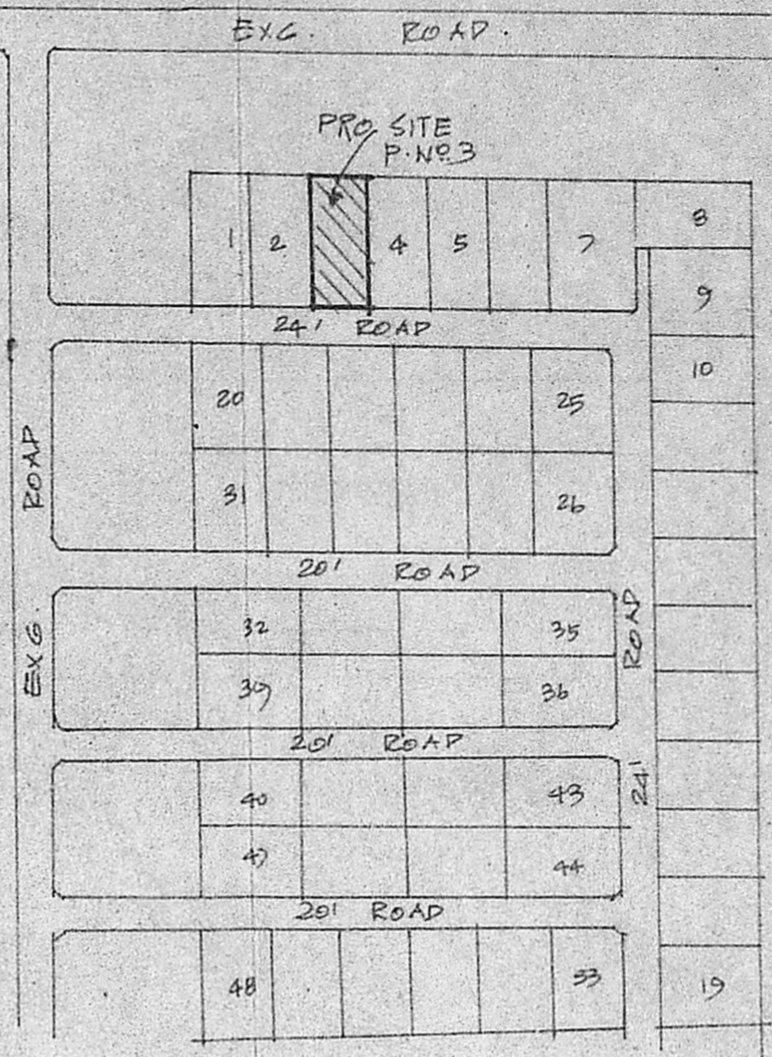 EXG. ROAD.
PRO. SITE
P.NO.3
1 2 4 5 7 8
9
24' ROAD
10
20 25
31 26
ROAD
20' ROAD
32 35
ROAD
EXG.
39 36
20' ROAD
24'
40 43
47 44
20' ROAD
48 53 19